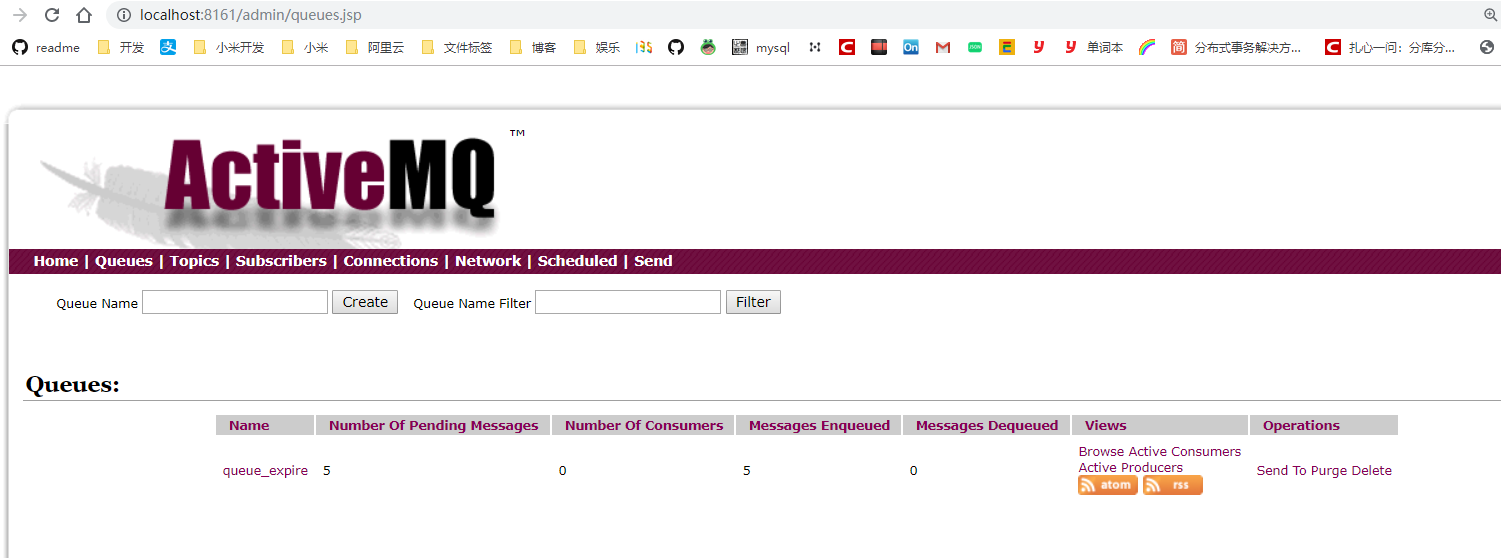 localhost:8161/admin/queues.jsp
readme 开发 小米开发 小米 阿里云 文件标签 博客 娱乐 mysql On 单词本 简 分布式事务解决方... 扎心一问：分库分...
ActiveMQ™
Home | Queues | Topics | Subscribers | Connections | Network | Scheduled | Send
Queue Name Create Queue Name Filter Filter
Queues:
Name Number Of Pending Messages Number Of Consumers Messages Enqueued Messages Dequeued Views Operations
Browse Active Consumers
queue_expire 5 0 5 0 Active Producers Send To Purge Delete
atom rss